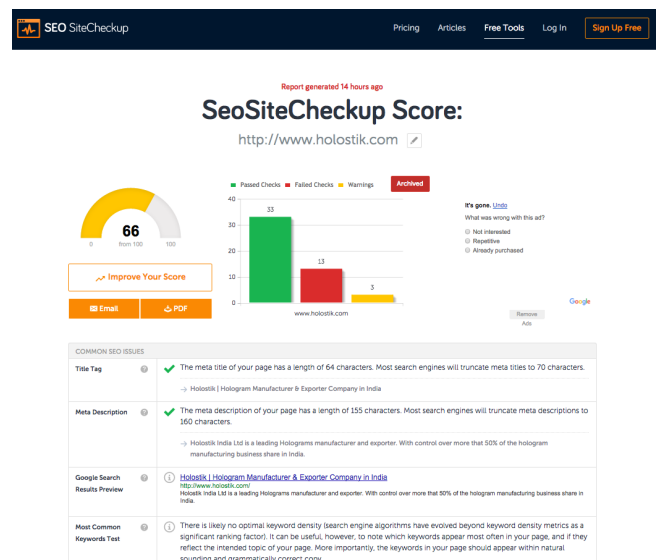 SEO SiteCheckup
Pricing Articles Free Tools Log In Sign Up Free
Report generated 14 hours ago
SeoSiteCheckup Score:
http://www.holostik.com
66
0 from 100 100
Improve Your Score
Email PDF
Passed Checks Failed Checks Warnings Archived
40
33
30
20
13
10
3
0
www.holostik.com
It's gone. Undo
What was wrong with this ad?
Not interested
Repetitive
Already purchased
Google
Remove
Ads
COMMON SEO ISSUES
Title Tag
The meta title of your page has a length of 64 characters. Most search engines will truncate meta titles to 70 characters.
→ Holostik | Hologram Manufacturer & Exporter Company in India
Meta Description
The meta description of your page has a length of 155 characters. Most search engines will truncate meta descriptions to
160 characters.
→ Holostik India Ltd is a leading Holograms manufacturer and exporter. With control over more that 50% of the hologram
manufacturing business share in India.
Google Search
Results Preview
Holostik | Hologram Manufacturer & Exporter Company in India
http://www.holostik.com/
Holostik India Ltd is a leading Holograms manufacturer and exporter. With control over more that 50% of the hologram manufacturing business share in
India.
Most Common
Keywords Test
There is likely no optimal keyword density (search engine algorithms have evolved beyond keyword density metrics as a
significant ranking factor). It can be useful, however, to note which keywords appear most often in your page, and if they
reflect the intended topic of your page. More importantly, the keywords in your page should appear within natural
sounding and grammatically correct copy.